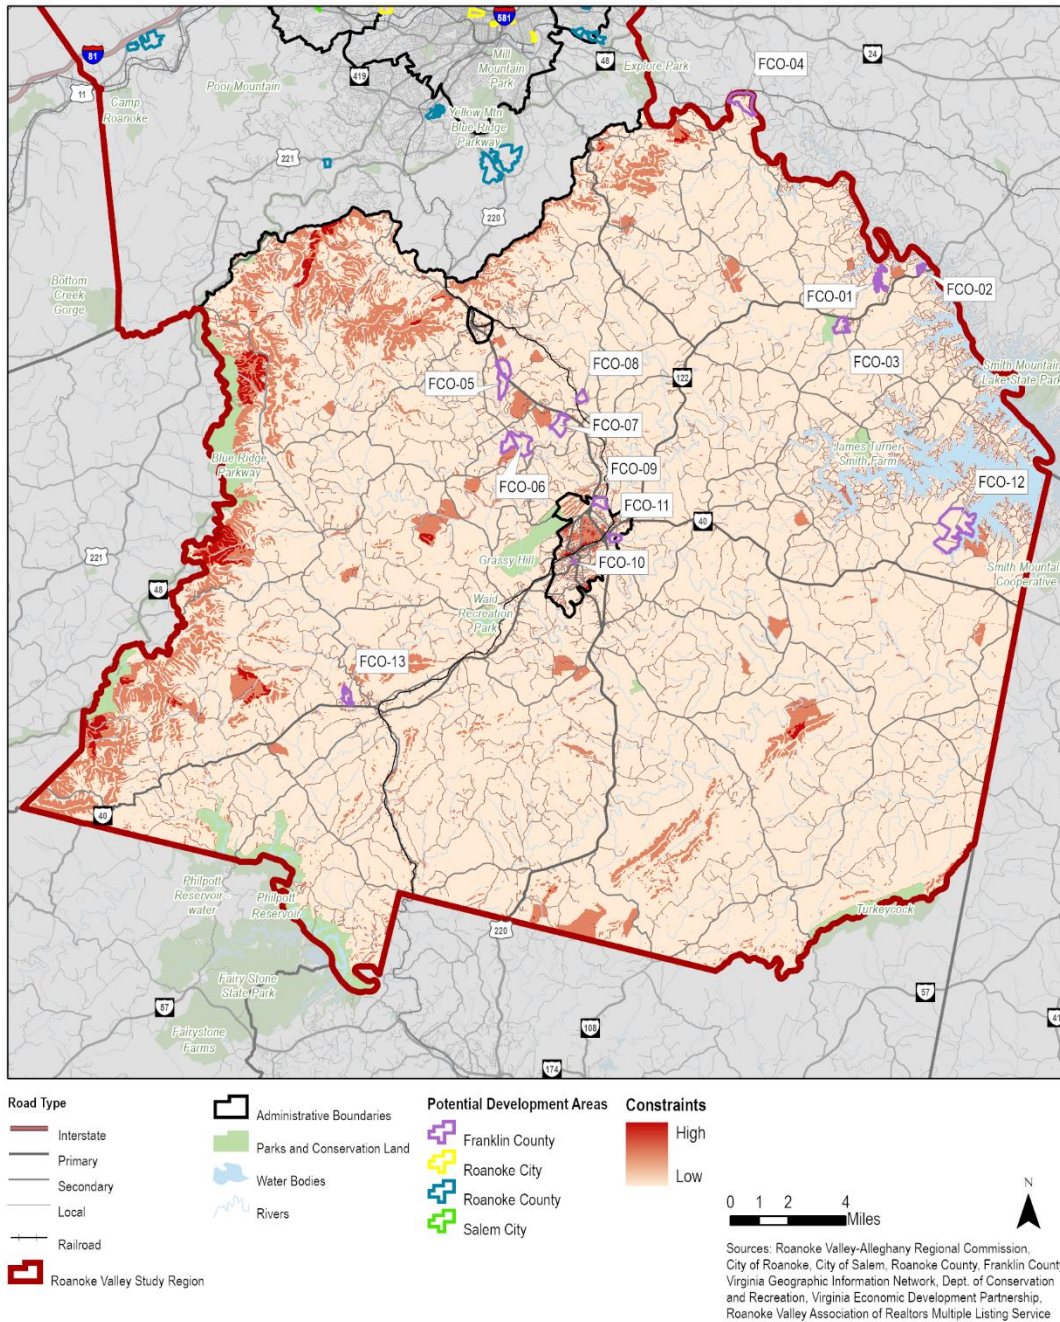 581
81
11
419
Mill
Mountain
Park
48
Explore Park
24
FCO-04
Camp
Roanoke
Poor Mountain
Yellow Mtn
Blue Ridge
Parkway
221
220
Bottom
Creek
Gorge
FCO-01
FCO-02
FCO-03
FCO-08
122
FCO-05
Smith Mountain
Lake State Park
FCO-07
James Turner
Smith Farm
Blue Ridge
Parkway
FCO-06
FCO-09
FCO-12
FCO-11
40
221
Grassy Hill
FCO-10
Smith Mountain
Cooperative
48
Waid
Recreation
Park
FCO-13
40
Philpott
Reservoir -
water
Philpott
Reservoir
Turkeycock
220
Fairy Stone
State Park
57
57
Fairystone
Farms
108
41
174
Road Type
Interstate
Primary
Secondary
Local
Railroad
Roanoke Valley Study Region
Administrative Boundaries
Parks and Conservation Land
Water Bodies
Rivers
Potential Development Areas
Franklin County
Roanoke City
Roanoke County
Salem City
Constraints
High
Low
N
0 1 2 4
Miles
Sources: Roanoke Valley-Alleghany Regional Commission,
City of Roanoke, City of Salem, Roanoke County, Franklin Count
Virginia Geographic Information Network, Dept. of Conservation
and Recreation, Virginia Economic Development Partnership,
Roanoke Valley Association of Realtors Multiple Listing Service